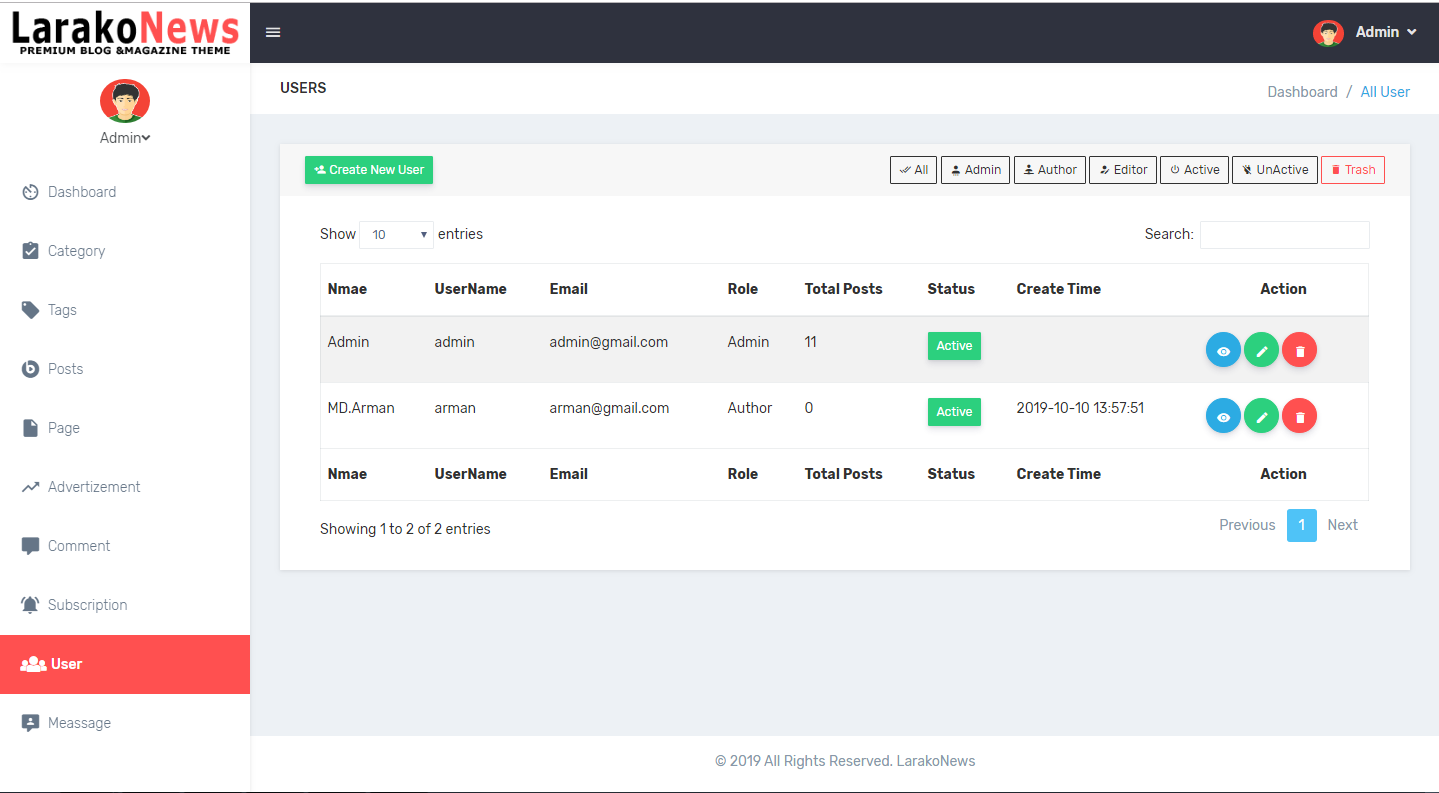 LarakoNews
PREMIUM BLOG &MAGAZINE THEME
Admin
Admin
Dashboard
Category
Tags
Posts
Page
Advertizement
Comment
Subscription
User
Meassage
USERS
Dashboard / All User
Create New User
All Admin Author Editor Active UnActive Trash
Show 10 entries
Search:
Nmae UserName Email Role Total Posts Status Create Time Action
Admin admin admin@gmail.com Admin 11 Active
MD.Arman arman arman@gmail.com Author 0 Active 2019-10-10 13:57:51
Nmae UserName Email Role Total Posts Status Create Time Action
Showing 1 to 2 of 2 entries
Previous 1 Next
© 2019 All Rights Reserved. LarakoNews